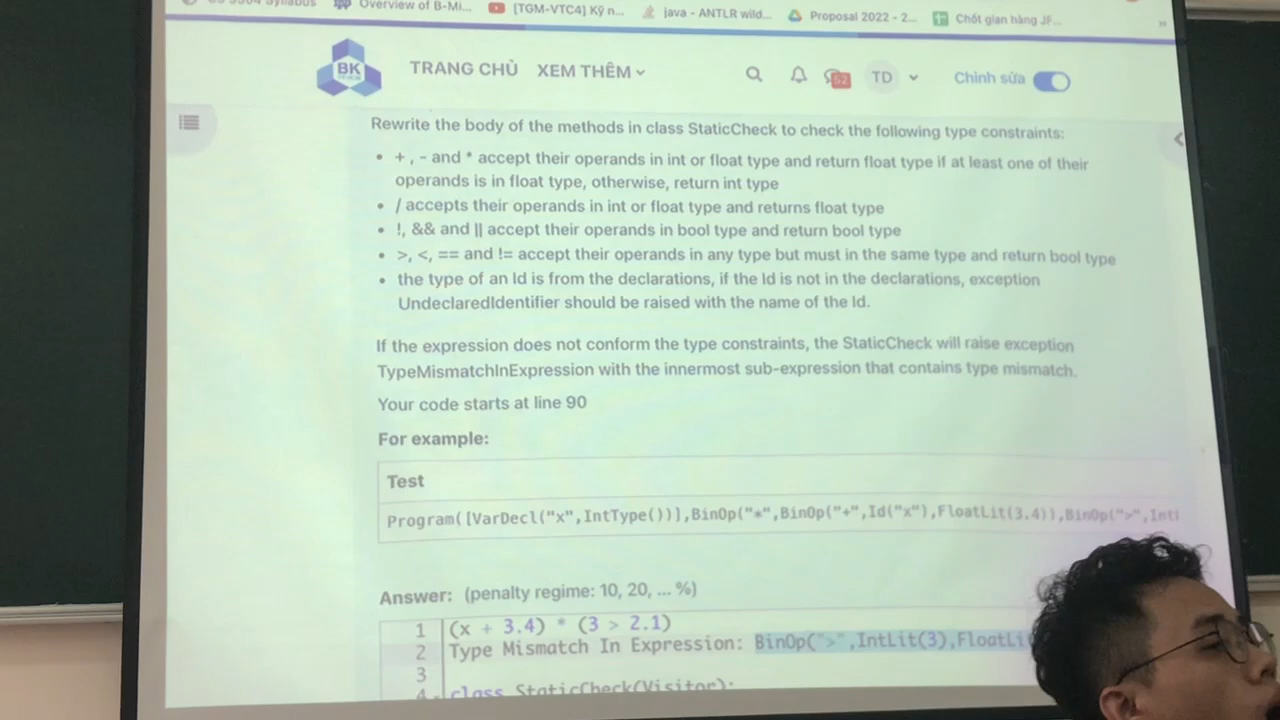 Overview of B-Mi...
[TGM-VTC4] Kỹ n...
java - ANTLR wild...
Proposal 2022 - 2...
Chốt gian hàng JF...
»
BK
TRANG CHỦ
XEM THÊM
TD
Chỉnh sửa
Rewrite the body of the methods in class StaticCheck to check the following type constraints:
• + , - and * accept their operands in int or float type and return float type if at least one of their
operands is in float type, otherwise, return int type
• / accepts their operands in int or float type and returns float type
• !, && and || accept their operands in bool type and return bool type
• >, <, == and != accept their operands in any type but must in the same type and return bool type
• the type of an Id is from the declarations, if the Id is not in the declarations, exception
UndeclaredIdentifier should be raised with the name of the Id.
If the expression does not conform the type constraints, the StaticCheck will raise exception
TypeMismatchInExpression with the innermost sub-expression that contains type mismatch.
Your code starts at line 90
For example:
Test
Program([VarDecl("x",IntType())],BinOp("*",BinOp("+",Id("x"),FloatLit(3.4)),BinOp(">",Intl
Answer: (penalty regime: 10, 20, ... %)
1 (x + 3.4) * (3 > 2.1)
2 Type Mismatch In Expression: BinOp(">",IntLit(3),FloatLi
3
4 class StaticCheck(Visitor):